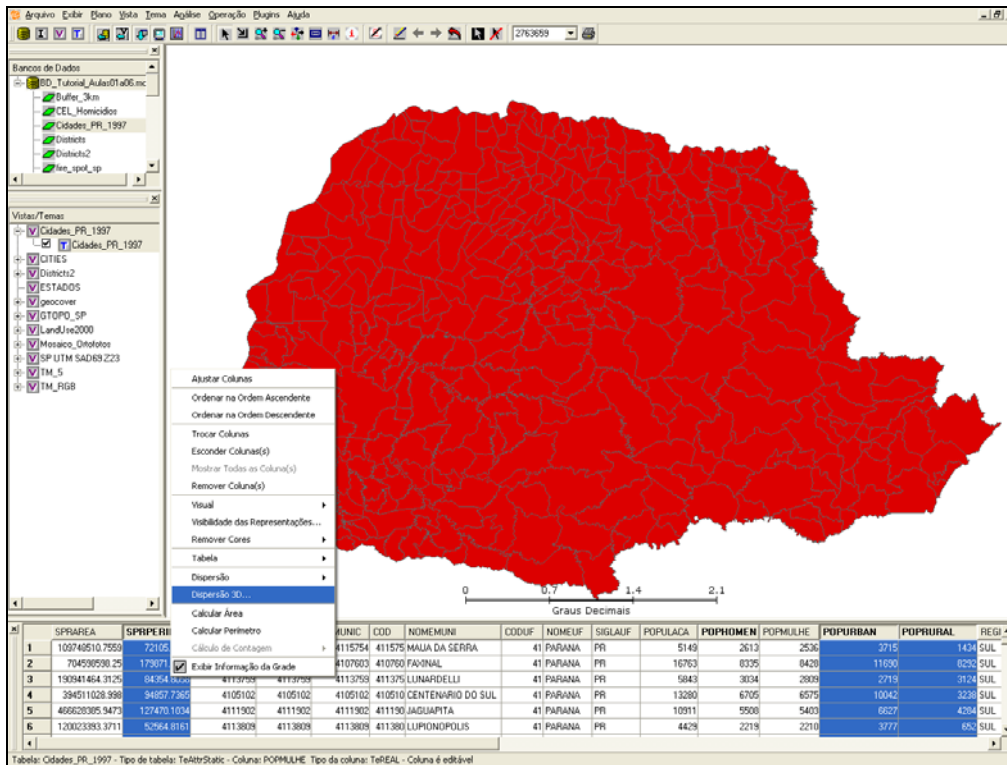 Arquivo Exibir Plano Vista Tema Análise Operação Plugins Ajuda
2763659
Bancos de Dados
BD_Tutorial_Aulas01a06.mc
Buffer_3km
CEL_Homicidios
Cidades_PR_1997
Districts
Districts2
fire_spot_sp
Vistas/Temas
Cidades_PR_1997
Cidades_PR_1997
CITIES
Districts2
ESTADOS
geocover
GTOPO_SP
LandUse2000
Mosaico_Ortofotos
SP UTM SAD69 Z23
TM_5
TM_RGB
Ajustar Colunas
Ordenar na Ordem Ascendente
Ordenar na Ordem Descendente
Trocar Colunas
Esconder Colunas(s)
Mostrar Todas as Coluna(s)
Remover Coluna(s)
Visual
Visibilidade das Representações...
Remover Cores
Tabela
Dispersão
Dispersão 3D...
Calcular Área
Calcular Perímetro
Cálculo de Contagem
Exibir Informação da Grade
0 0.7 1.4 2.1
Graus Decimais
SPRAREA SPRPERI MUNIC COD NOMEMUNI CODUF NOMEUF SIGLAUF POPULACA POPHOMEN POPMULHE POPURBAN POPRURAL REGI
1 109749510.7559 72105. 4115754 411575 MAUA DA SERRA 41 PARANA PR 5149 2613 2536 3715 1434 SUL
2 704598598.25 179871. 4107603 410760 FAXINAL 41 PARANA PR 16763 8335 8428 11690 8292 SUL
3 190941464.3125 84354.8058 4113759 4113759 4113759 411375 LUNARDELLI 41 PARANA PR 5843 3034 2809 2719 3124 SUL
4 394511028.998 94857.7365 4105102 4105102 4105102 410510 CENTENARIO DO SUL 41 PARANA PR 13280 6705 6575 10042 3238 SUL
5 466628385.9473 127470.1034 4111902 4111902 4111902 411190 JAGUAPITA 41 PARANA PR 10911 5508 5403 6627 4284 SUL
6 120023393.3711 52564.8161 4113809 4113809 4113809 411380 LUPIONOPOLIS 41 PARANA PR 4429 2219 2210 3777 652 SUL
Tabela: Cidades_PR_1997 - Tipo de tabela: TeAttrStatic - Coluna: POPMULHE Tipo da coluna: TeREAL - Coluna é editável